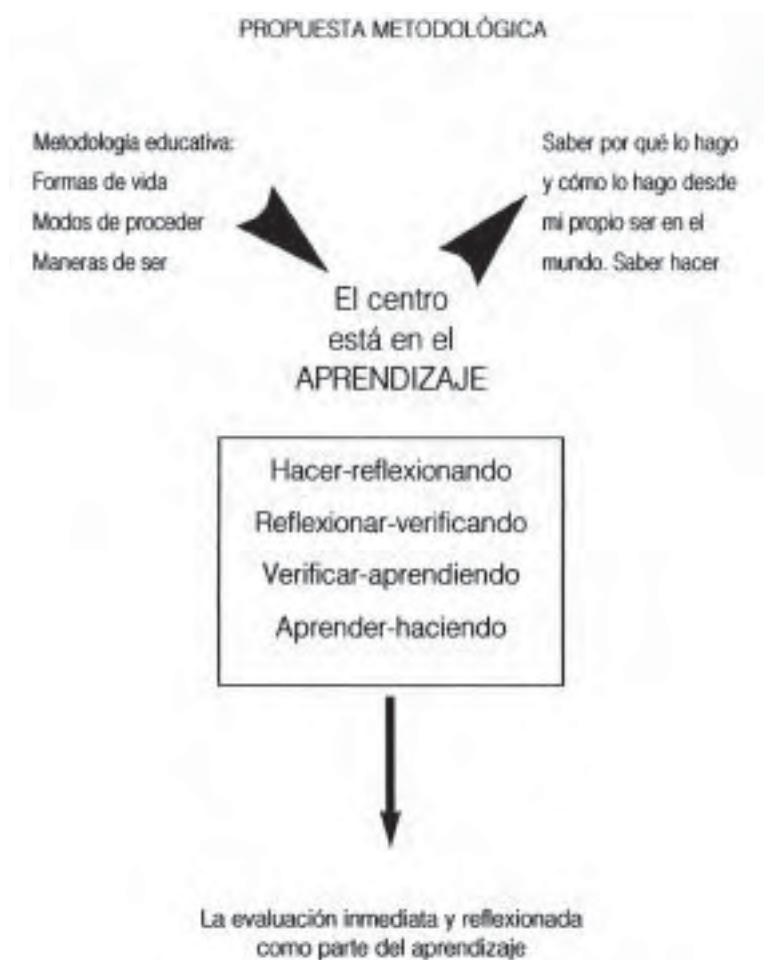 PROPUESTA METODOLÓGICA
Metodología educativa:
Formas de vida
Modos de proceder
Maneras de ser
Saber por qué lo hago
y cómo lo hago desde
mi propio ser en el
mundo. Saber hacer
El centro
está en el
APRENDIZAJE
Hacer-reflexionando
Reflexionar-verificando
Verificar-aprendiendo
Aprender-haciendo
La evaluación inmediata y reflexionada
como parte del aprendizaje